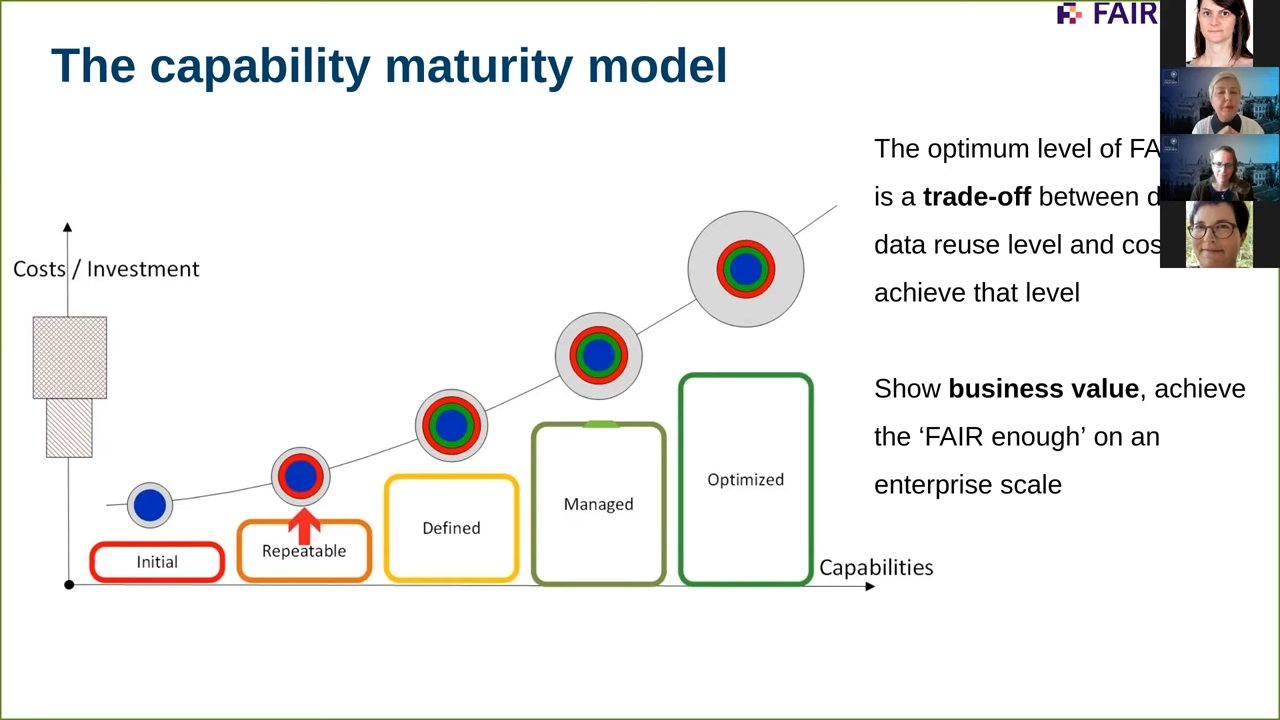 FAIR
The capability maturity model
The optimum level of FA
is a trade-off between d
data reuse level and cos
achieve that level
Show business value, achieve
the ‘FAIR enough’ on an
enterprise scale
Costs / Investment
Initial
Repeatable
Defined
Managed
Optimized
Capabilities